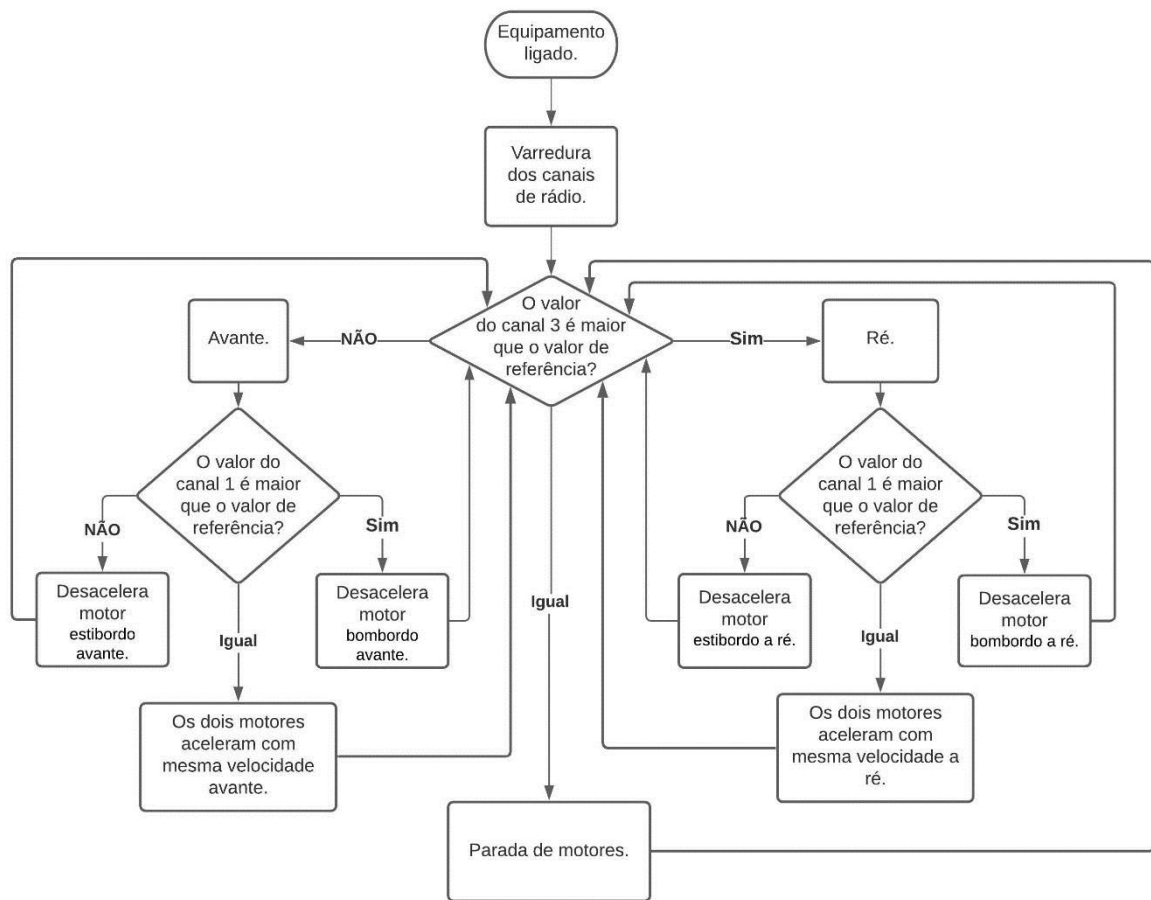 Equipamento
ligado.
Varredura
dos canais
de rádio.
O valor
do canal 3 é maior
que o valor de
referência?
NÃO
Avante.
Sim
Ré.
Igual
O valor do
canal 1 é maior
que o valor de
referência?
NÃO
Sim
Igual
Desacelera
motor
estibordo
avante.
Desacelera
motor
bombordo
avante.
Os dois motores
aceleram com
mesma velocidade
avante.
O valor do
canal 1 é maior
que o valor de
referência?
NÃO
Sim
Igual
Desacelera
motor
estibordo a ré.
Desacelera
motor
bombordo a ré.
Os dois motores
aceleram com
mesma velocidade a
ré.
Parada de motores.